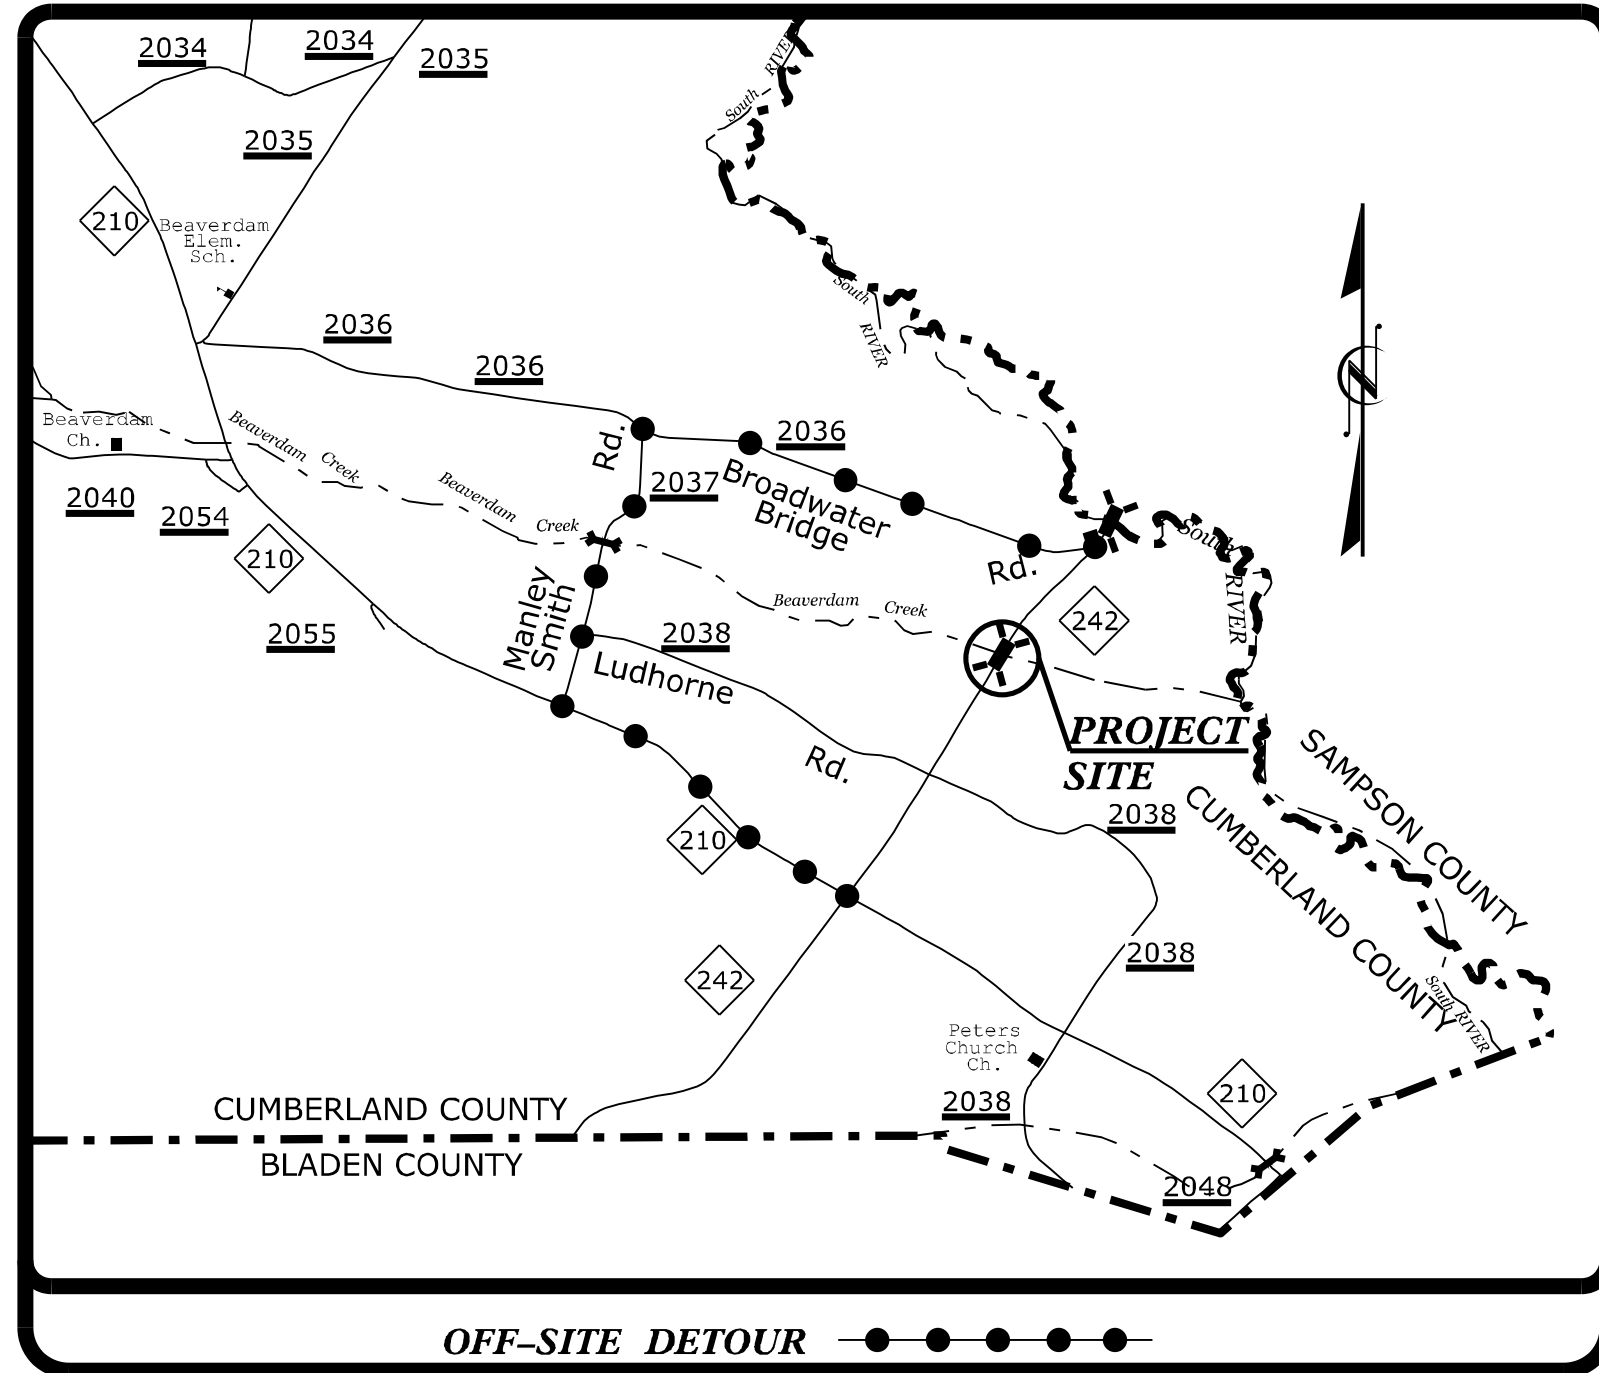 2034
2034
2035
RIVER
South
2035
210
Beaverdam
Elem.
Sch.
South
RIVER
2036
2036
N
Beaverdam
Ch.
Beaverdam
Creek
Beaverdam
Creek
Rd.
2036
2037
Broadwater
Bridge
Rd.
2040
2054
210
South
RIVER
Manley
Smith
Beaverdam
Creek
242
2055
2038
Ludhorne
Rd.
PROJECT
SITE
2038
SAMPSON COUNTY
CUMBERLAND COUNTY
210
2038
242
South RIVER
Peters
Church
Ch.
2038
210
CUMBERLAND COUNTY
BLADEN COUNTY
2048
OFF-SITE DETOUR